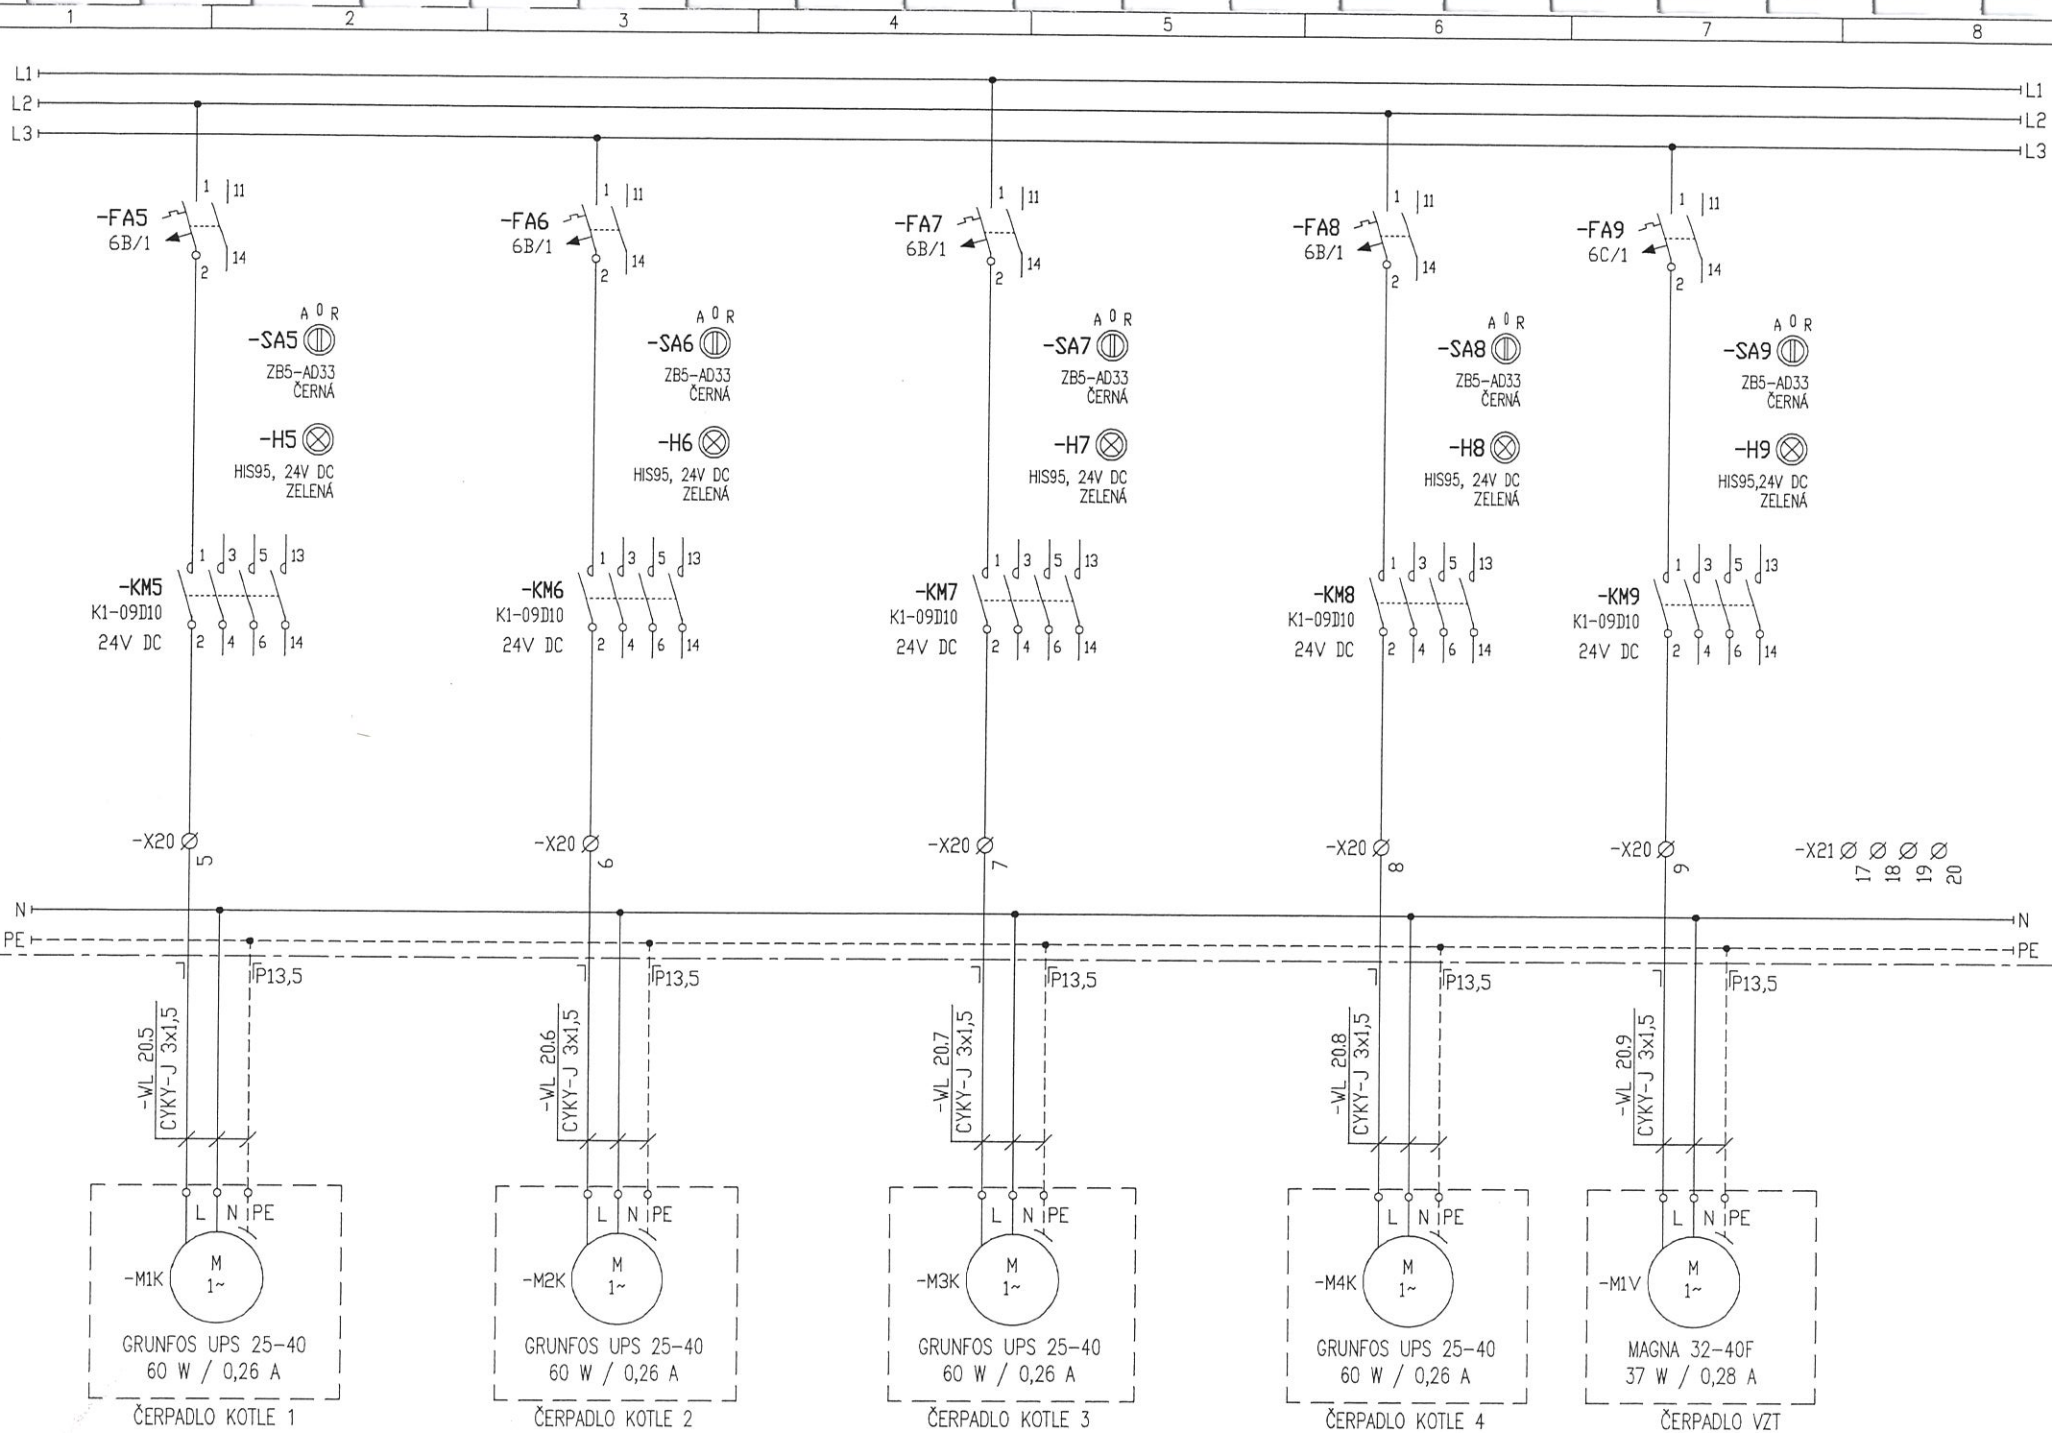 1 2 3 4 5 6 7 8
L1 L1
L2 L2
L3 L3
1 11
-FA5
6B/1
14
2
1 11
-FA6
6B/1
14
2
1 11
-FA7
6B/1
14
2
1 11
-FA8
6B/1
14
2
1 11
-FA9
6C/1
14
2
A 0 R
-SA5
ZB5-AD33
ČERNÁ
A 0 R
-SA6
ZB5-AD33
ČERNÁ
A 0 R
-SA7
ZB5-AD33
ČERNÁ
A 0 R
-SA8
ZB5-AD33
ČERNÁ
A 0 R
-SA9
ZB5-AD33
ČERNÁ
-H5
HIS95, 24V DC
ZELENÁ
-H6
HIS95, 24V DC
ZELENÁ
-H7
HIS95, 24V DC
ZELENÁ
-H8
HIS95, 24V DC
ZELENÁ
-H9
HIS95,24V DC
ZELENÁ
1 3 5 13
-KM5
K1-09D10
24V DC
2 4 6 14
1 3 5 13
-KM6
K1-09D10
24V DC
2 4 6 14
1 3 5 13
-KM7
K1-09D10
24V DC
2 4 6 14
1 3 5 13
-KM8
K1-09D10
24V DC
2 4 6 14
1 3 5 13
-KM9
K1-09D10
24V DC
2 4 6 14
-X20
5
-X20
6
-X20
7
-X20
8
-X20
9
-X21
17
18
19
20
N N
PE PE
P13,5
P13,5
P13,5
P13,5
P13,5
-WL 20.5
CYKY-J 3x1,5
-WL 20.6
CYKY-J 3x1,5
-WL 20.7
CYKY-J 3x1,5
-WL 20.8
CYKY-J 3x1,5
-WL 20.9
CYKY-J 3x1,5
L N PE
-M1K
M
1~
GRUNFOS UPS 25-40
60 W / 0,26 A
ČERPADLO KOTLE 1
L N PE
-M2K
M
1~
GRUNFOS UPS 25-40
60 W / 0,26 A
ČERPADLO KOTLE 2
L N PE
-M3K
M
1~
GRUNFOS UPS 25-40
60 W / 0,26 A
ČERPADLO KOTLE 3
L N PE
-M4K
M
1~
GRUNFOS UPS 25-40
60 W / 0,26 A
ČERPADLO KOTLE 4
L N PE
-M1V
M
1~
MAGNA 32-40F
37 W / 0,28 A
ČERPADLO VZT